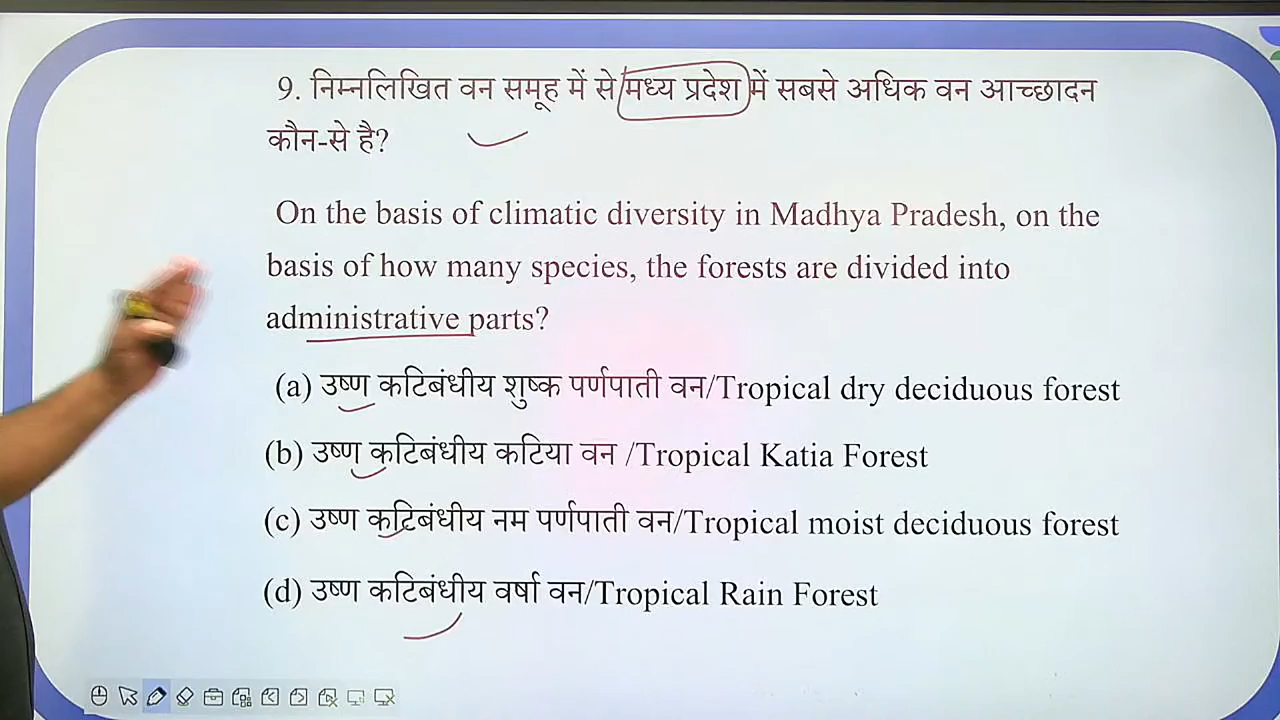 9. निम्नलिखित वन समूह में से मध्य प्रदेश में सबसे अधिक वन आच्छादन
कौन-से है?
On the basis of climatic diversity in Madhya Pradesh, on the
basis of how many species, the forests are divided into
administrative parts?
(a) उष्ण कटिबंधीय शुष्क पर्णपाती वन/Tropical dry deciduous forest
(b) उष्ण कटिबंधीय कटिया वन /Tropical Katia Forest
(c) उष्ण कटिबंधीय नम पर्णपाती वन/Tropical moist deciduous forest
(d) उष्ण कटिबंधीय वर्षा वन/Tropical Rain Forest